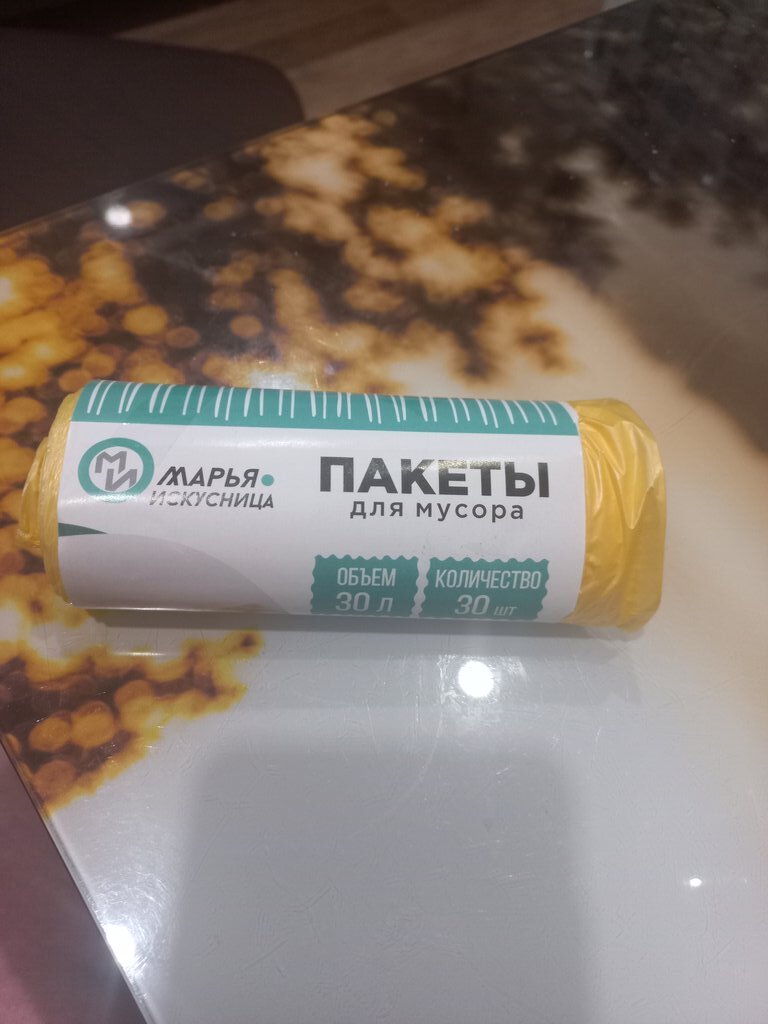 МИ
МАРЬЯ
ИСКУСНИЦА
ПАКЕТЫ
для мусора
ОБЪЕМ
30 л
КОЛИЧЕСТВО
30 шт